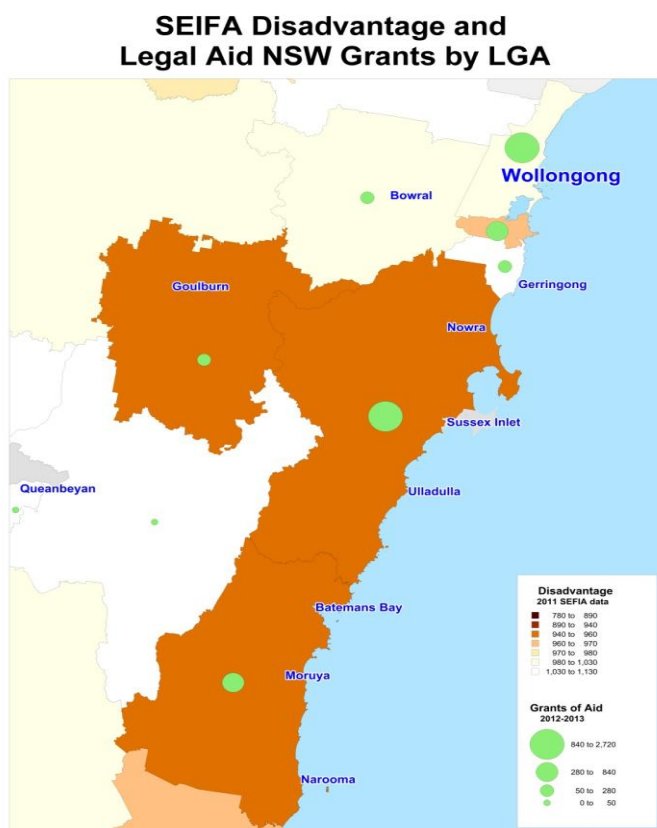 SEIFA Disadvantage and
Legal Aid NSW Grants by LGA
Wollongong
Bowral
Gerringong
Goulburn
Nowra
Sussex Inlet
Queanbeyan
Ulladulla
Batemans Bay
Moruya
Narooma
Disadvantage
2011 SEFIA data
780 to 890
890 to 940
940 to 960
960 to 970
970 to 980
980 to 1,030
1,030 to 1,130
Grants of Aid
2012-2013
840 to 2,720
280 to 840
50 to 280
0 to 50